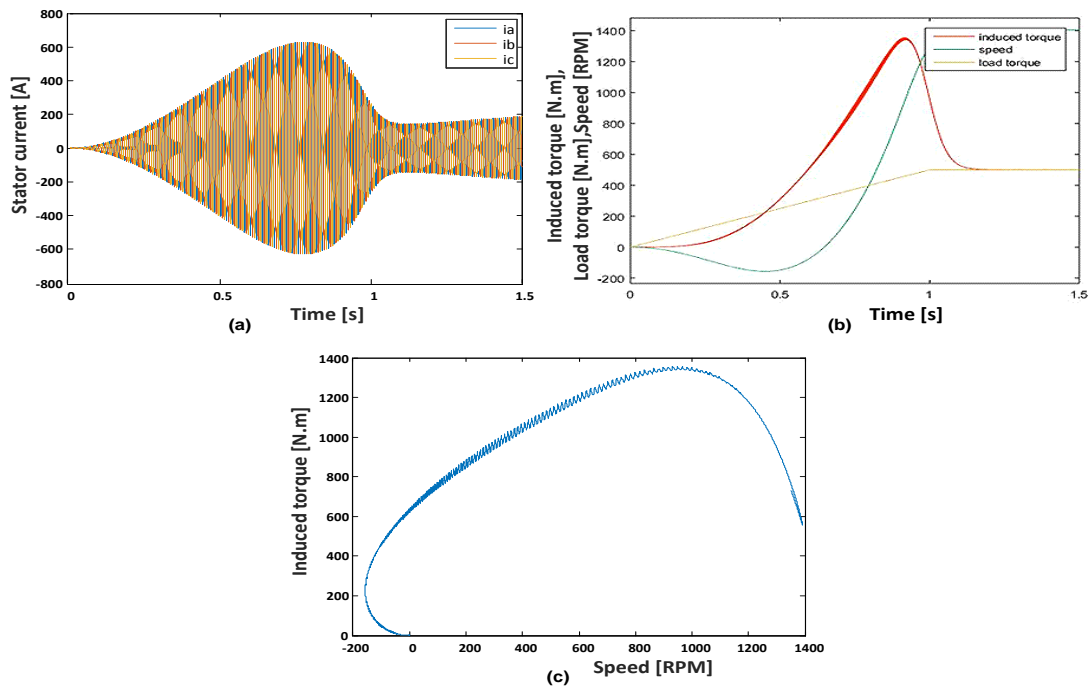 800
600
400
200
0
-200
-400
-600
-800
Stator current [A]
ia
ib
ic
0
0.5
1
1.5
Time [s]
(a)
1400
1200
1000
800
600
400
200
0
-200
Induced torque [N.m],
Load torque [N.m],Speed [RPM]
induced torque
speed
load torque
0
0.5
1
1.5
Time [s]
(b)
1400
1200
1000
800
600
400
200
0
Induced torque [N.m]
-200
0
200
400
600
800
1000
1200
1400
Speed [RPM]
(c)